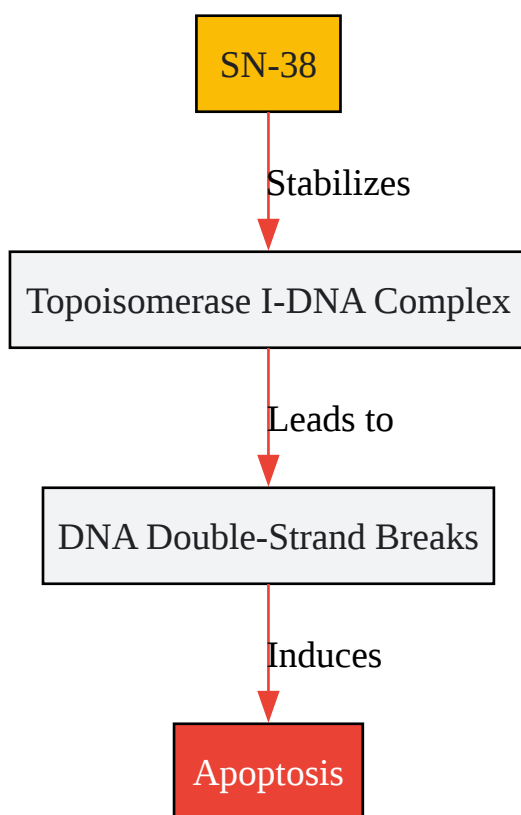 SN-38
Stabilizes
Topoisomerase I-DNA Complex
Leads to
DNA Double-Strand Breaks
Induces
Apoptosis